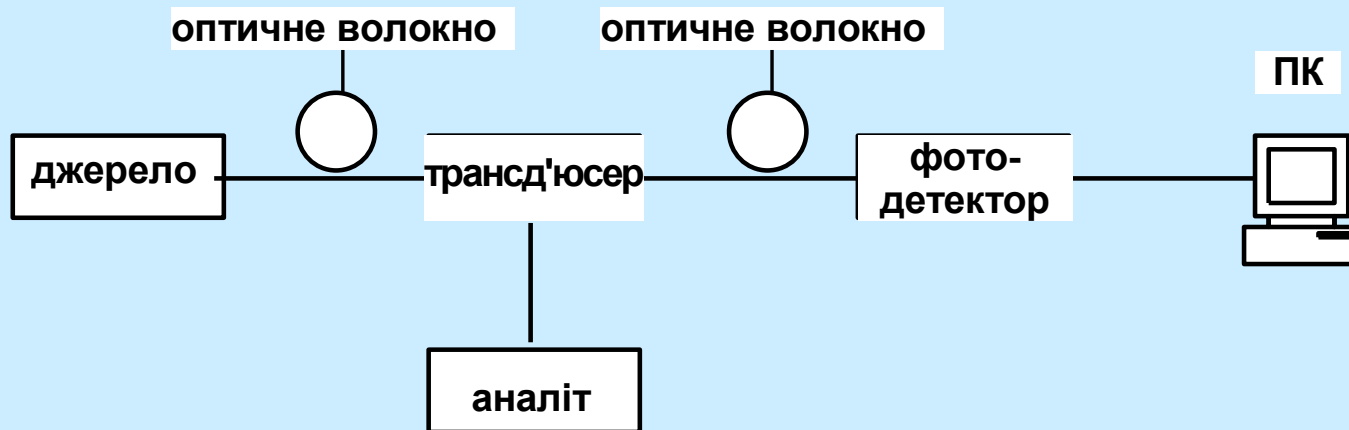 оптичне волокно
оптичне волокно
ПК
джерело
трансд'юсер
фото-
детектор
аналіт